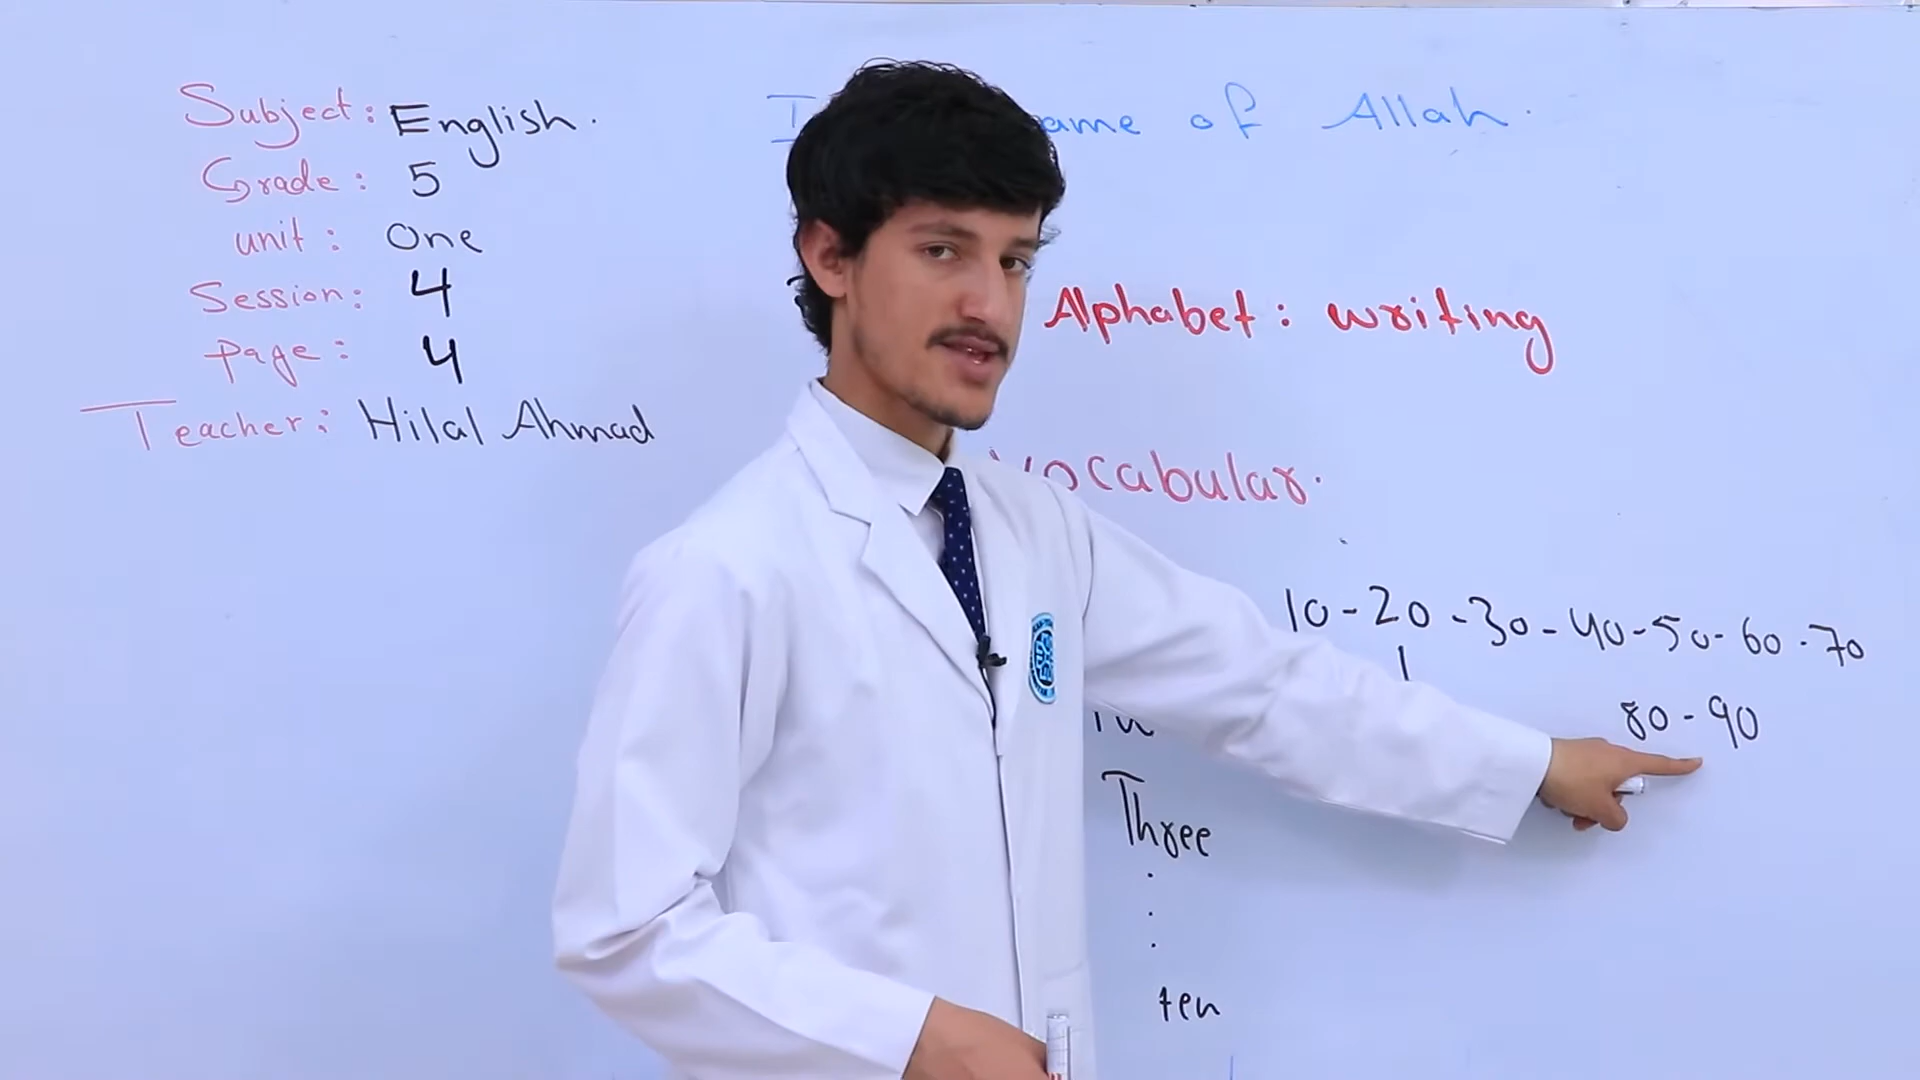 Subject: English.
Grade: 5
unit: One
Session: 4
page: 4
Teacher: Hilal Ahmad
of Allah.
Alphabet: writing
vocabular.
10-20-30-40-50-60-70
80-90
Three
ten